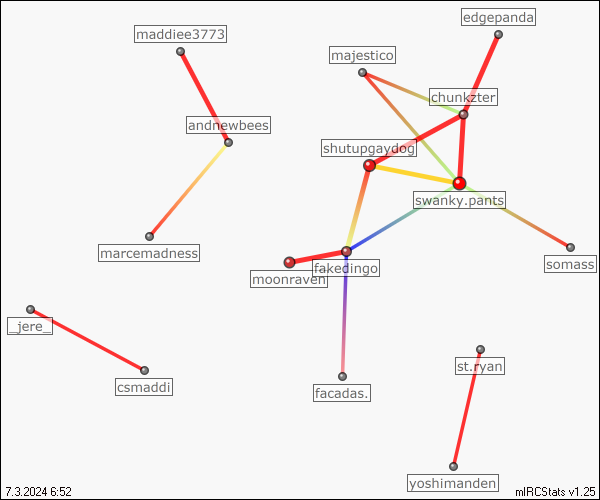 edgepanda
maddiee3773
majestico
chunkzter
andnewbees
shutupgaydog
swanky.pants
marcemadness
somass
fakedingo
moonraven
_jere_
st.ryan
csmaddi
facadas.
yoshimanden
7.3.2024 6:52
mIRCStats v1.25